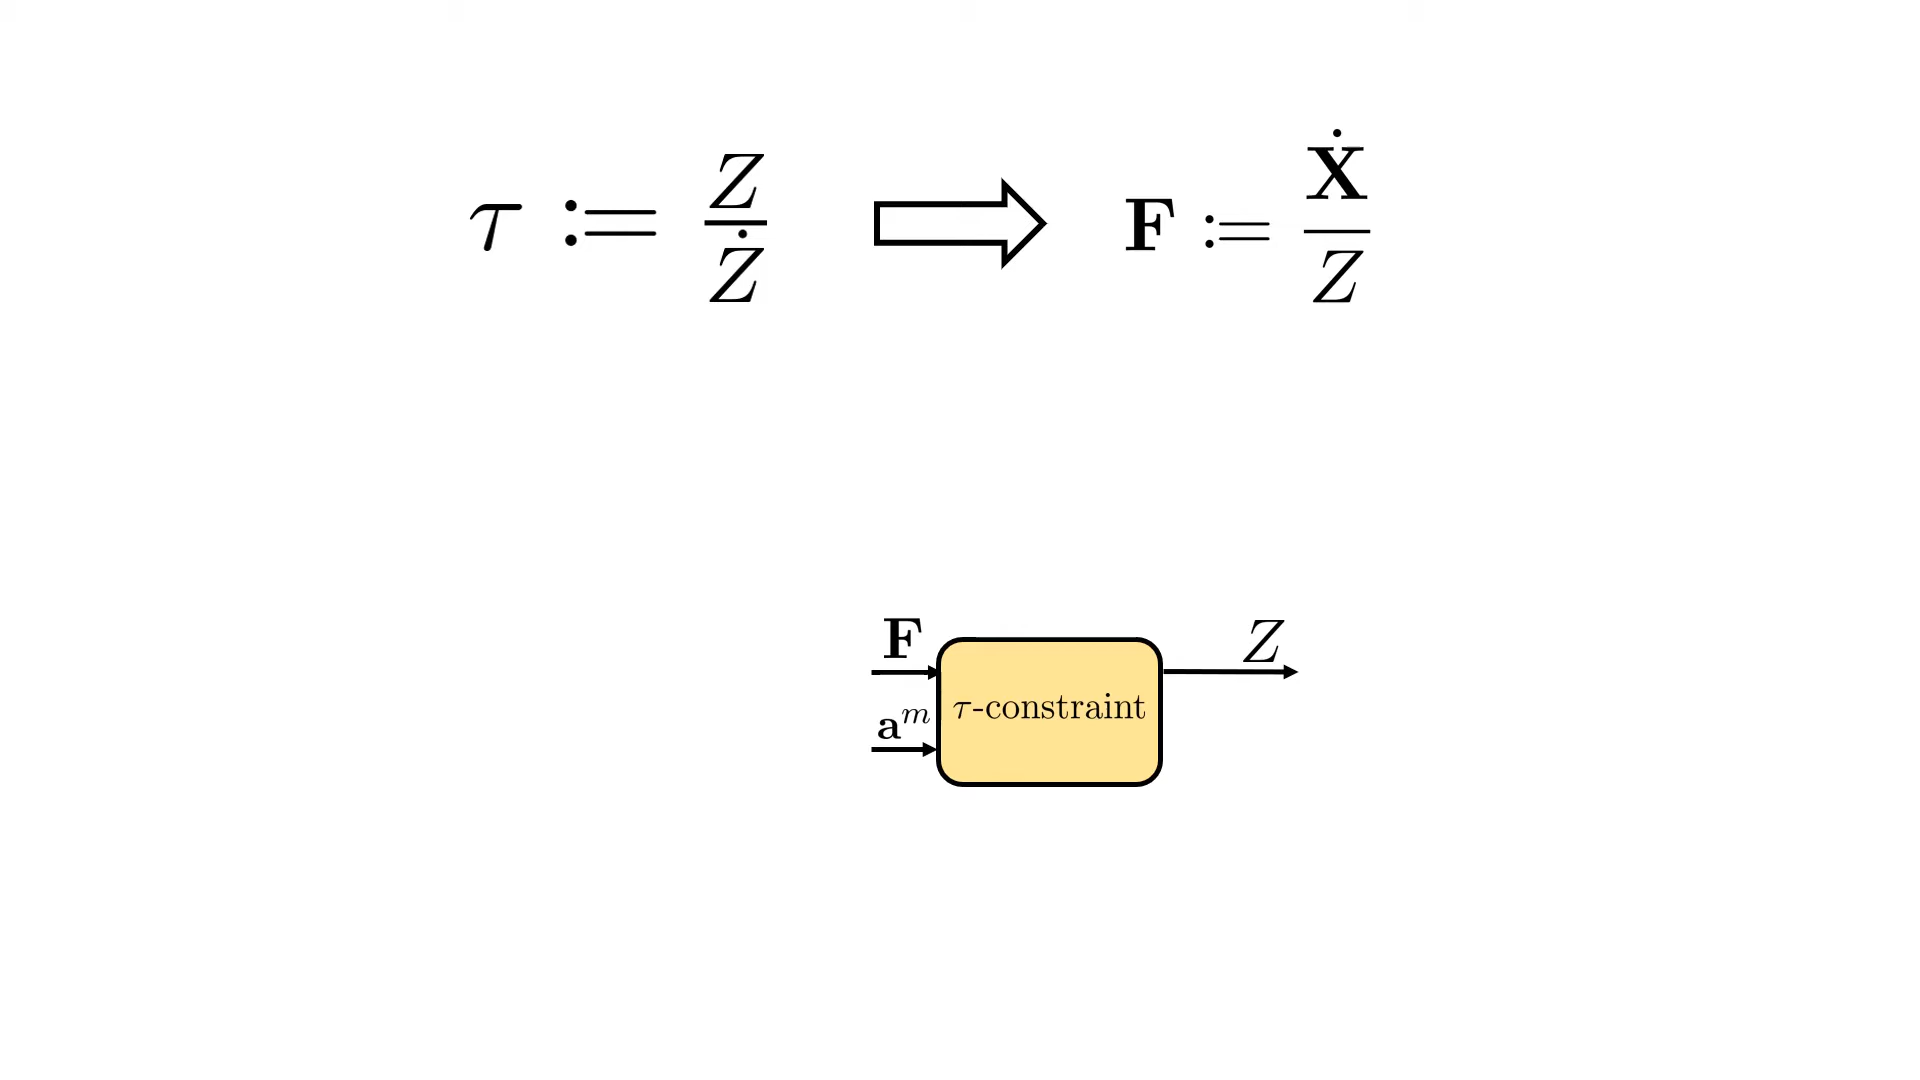 τ := Z / Ż
F := Ẋ / Z
F
a^m
τ-constraint
Z